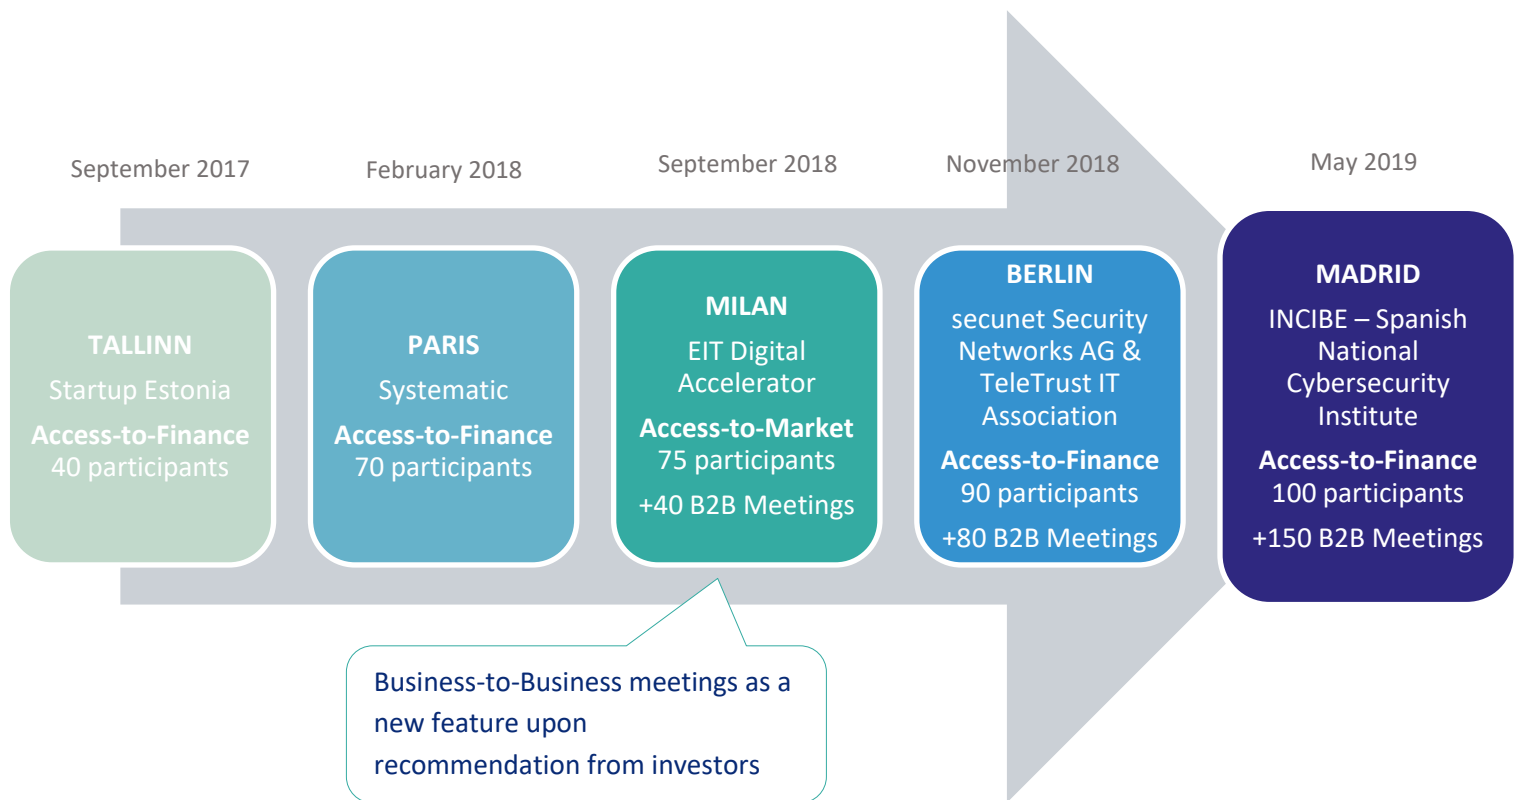 September 2017
February 2018
September 2018
November 2018
May 2019
TALLINN
Startup Estonia
Access-to-Finance
40 participants
PARIS
Systematic
Access-to-Finance
70 participants
MILAN
EIT Digital
Accelerator
Access-to-Market
75 participants
+40 B2B Meetings
BERLIN
secunet Security
Networks AG &
TeleTrust IT
Association
Access-to-Finance
90 participants
+80 B2B Meetings
MADRID
INCIBE – Spanish
National
Cybersecurity
Institute
Access-to-Finance
100 participants
+150 B2B Meetings
Business-to-Business meetings as a
new feature upon
recommendation from investors